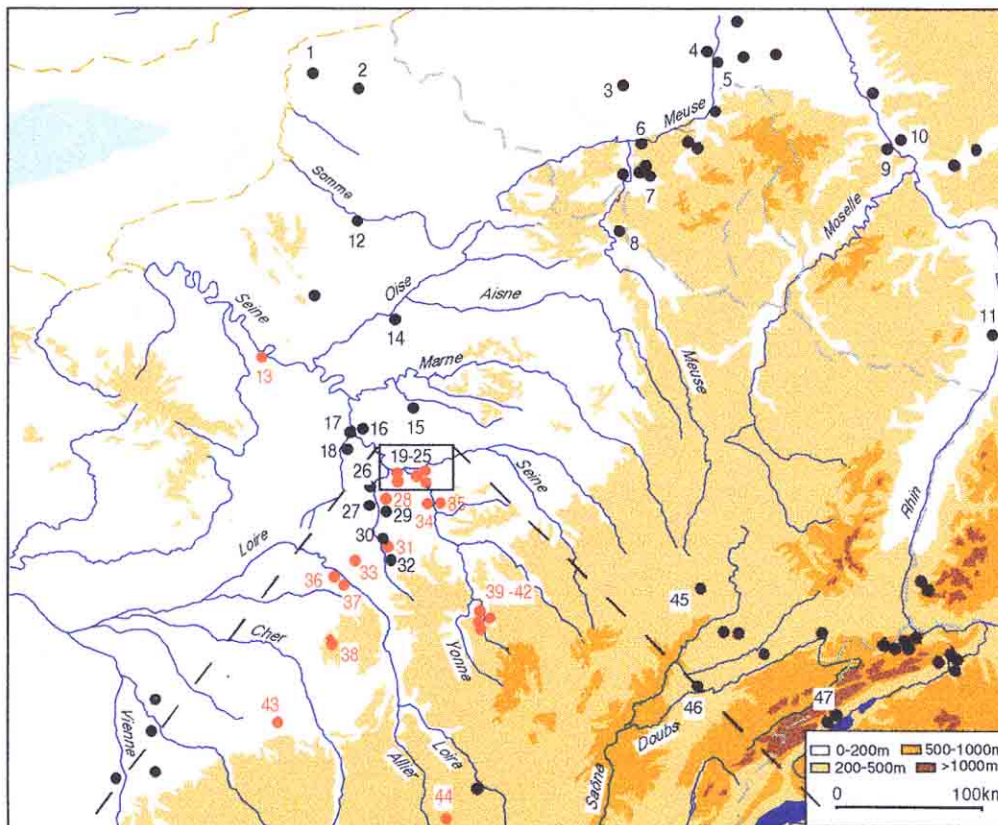 1
2
3
4
5
Meuse
6
7
10
9
Somme
12
8
Moselle
Oise
Aisne
Seine
13
14
11
Marne
Meuse
15
17
16
18
19-25
26
Seine
28
27
29
34
35
Rhin
30
31
Loire
33
32
36
37
39-42
45
Cher
38
Yonne
43
46
47
Vienne
Doubs
Allier
Loire
Saône
44
0-200m 500-1000m
200-500m >1000m
0 100km